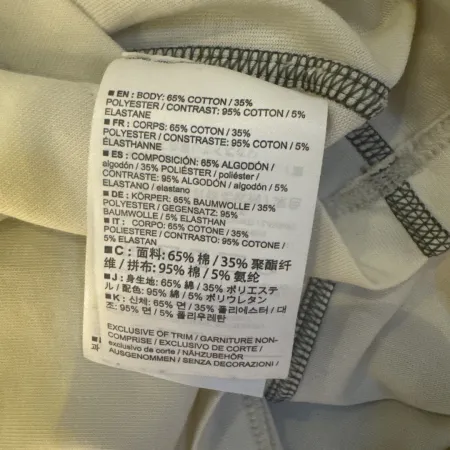 ■ EN : BODY: 65% COTTON / 35%
POLYESTER / CONTRAST: 95% COTTON / 5%
ELASTANE
■ FR : CORPS: 65% COTON / 35%
POLYESTER / CONSTRASTE: 95% COTON / 5%
ÉLASTHANNE
■ ES : COMPOSICIÓN: 65% ALGODÓN /
algodón / 35% POLIÉSTER / poliéster /
CONTRASTE: 95% ALGODÓN / algodón / 5%
ELASTANO / elastano
■ DE : KÖRPER: 65% BAUMWOLLE / 35%
POLYESTER / GEGENSATZ: 95%
BAUMWOLLE / 5% ELASTHAN
■ IT : CORPO: 65% COTONE / 35%
POLIESTERE / CONTRASTO: 95% COTONE /
5% ELASTAN
■ C : 面料: 65% 棉 / 35% 聚酯纤
维 / 拼布: 95% 棉 / 5% 氨纶
■ J : 身生地: 65% 綿 / 35% ポリエステ
ル / 配色: 95% 綿 / 5% ポリウレタン
■ K : 신체: 65% 면 / 35% 폴리에스터 / 대
조: 95% 면 / 5% 폴리우레탄
EXCLUSIVE OF TRIM / GARNITURE NON-
COMPRISE / EXCLUSIVO DE CORTE /
exclusivo de corte / NÄHZUBEHÖR
AUSGENOMMEN / SENZA DECORAZIONI /